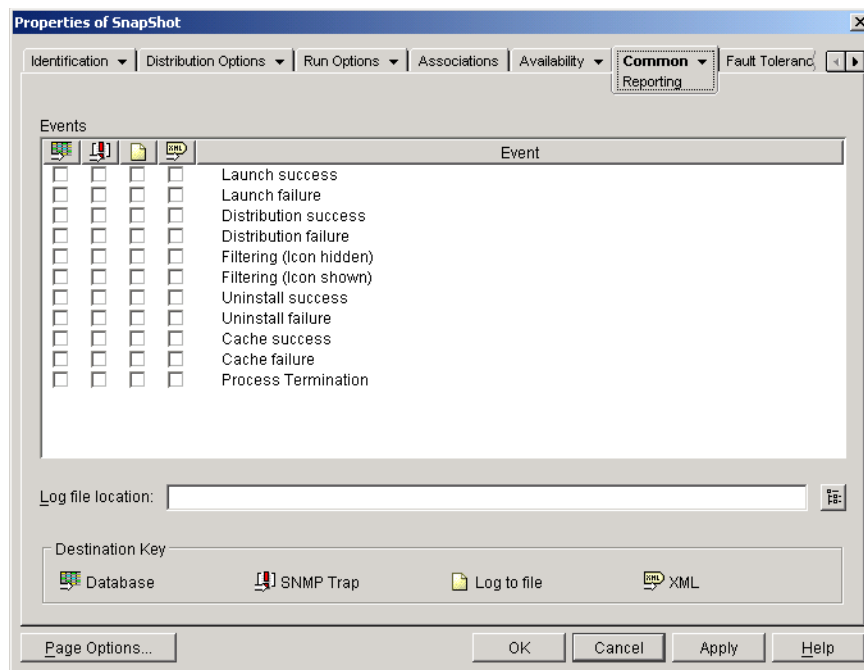 Properties of SnapShot
Identification
Distribution Options
Run Options
Associations
Availability
Common
Reporting
Fault Toleranc
Events
XML
Event
Launch success
Launch failure
Distribution success
Distribution failure
Filtering (Icon hidden)
Filtering (Icon shown)
Uninstall success
Uninstall failure
Cache success
Cache failure
Process Termination
Log file location:
Destination Key
Database
SNMP Trap
Log to file
XML XML
Page Options...
OK
Cancel
Apply
Help